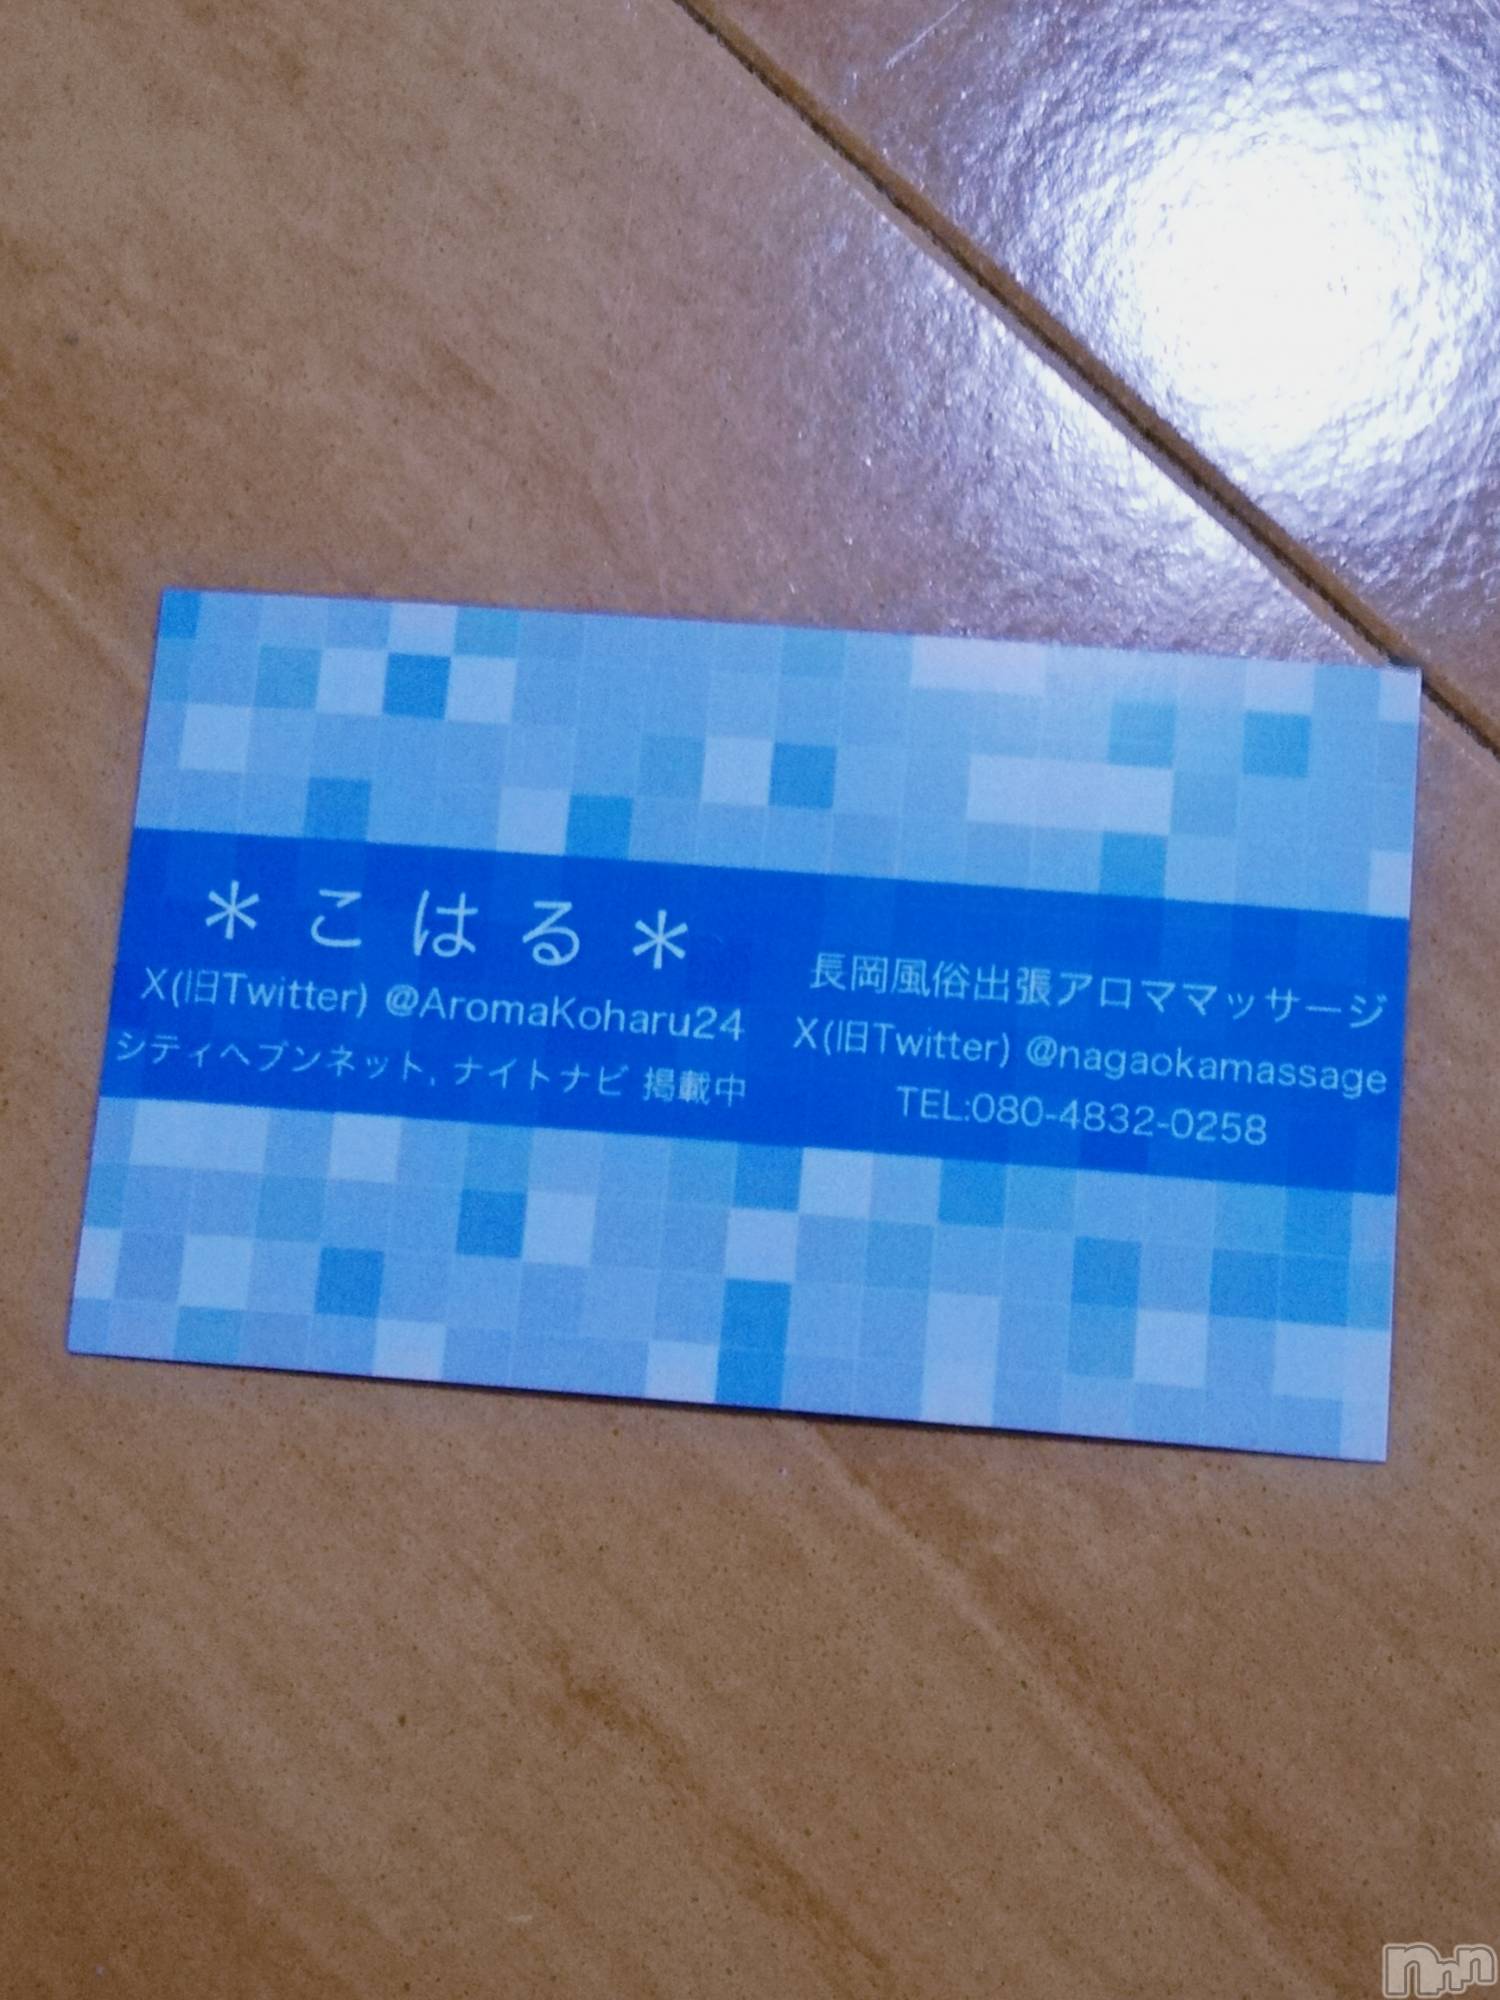 ＊こはる＊
X(旧Twitter) @AromaKoharu24
シティヘブンネット, ナイトナビ 掲載中
長岡風俗出張アロママッサージ
X(旧Twitter) @nagaokamassage
TEL:080-4832-0258
nnn